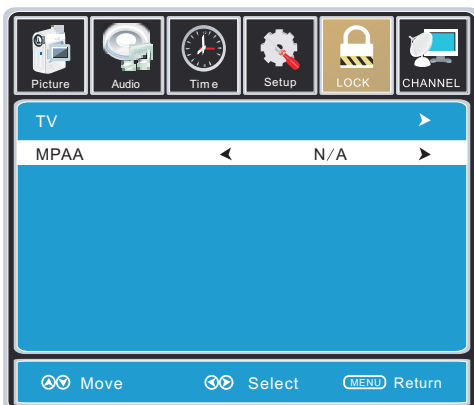 Picture Audio Time Setup LOCK CHANNEL
TV
MPAA N/A
Move Select MENU Return